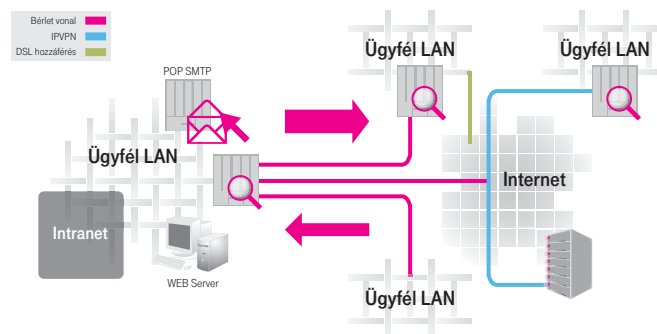 Bérlet vonal
IPVPN
DSL hozzáférés
POP SMTP
Ügyfél LAN
Ügyfél LAN
Ügyfél LAN
Intranet
WEB Server
Internet
Ügyfél LAN